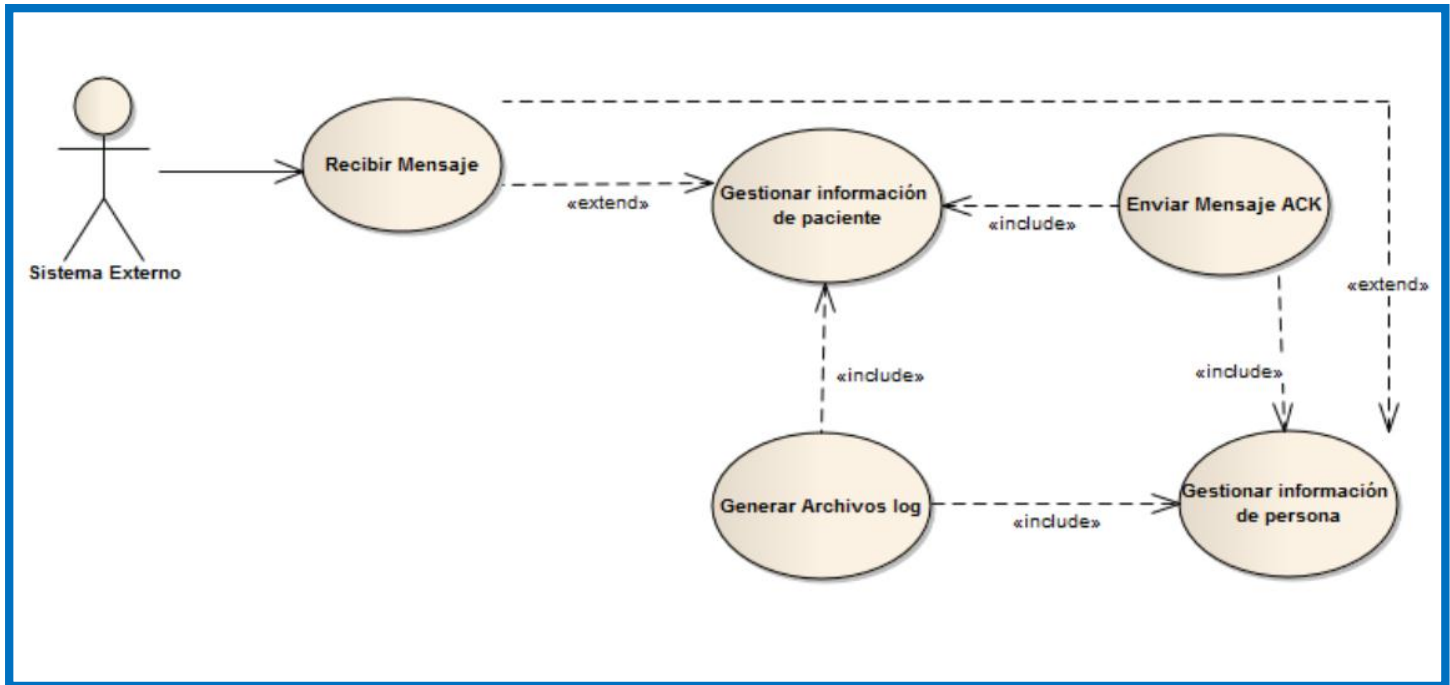 Recibir Mensaje
«extend»
Gestionar información
de paciente
«include»
Enviar Mensaje ACK
Sistema Externo
«extend»
«include»
«include»
Generar Archivos log
«include»
Gestionar información
de persona